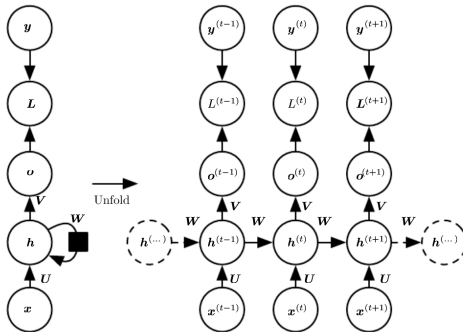 y y^(t−1) y^(t) y^(t+1)
L L^(t−1) L^(t) L^(t+1)
o o^(t−1) o^(t) o^(t+1)
Unfold
V V V V
W W W W W
h h^(...) h^(t−1) h^(t) h^(t+1) h^(...)
U U U U
x x^(t−1) x^(t) x^(t+1)